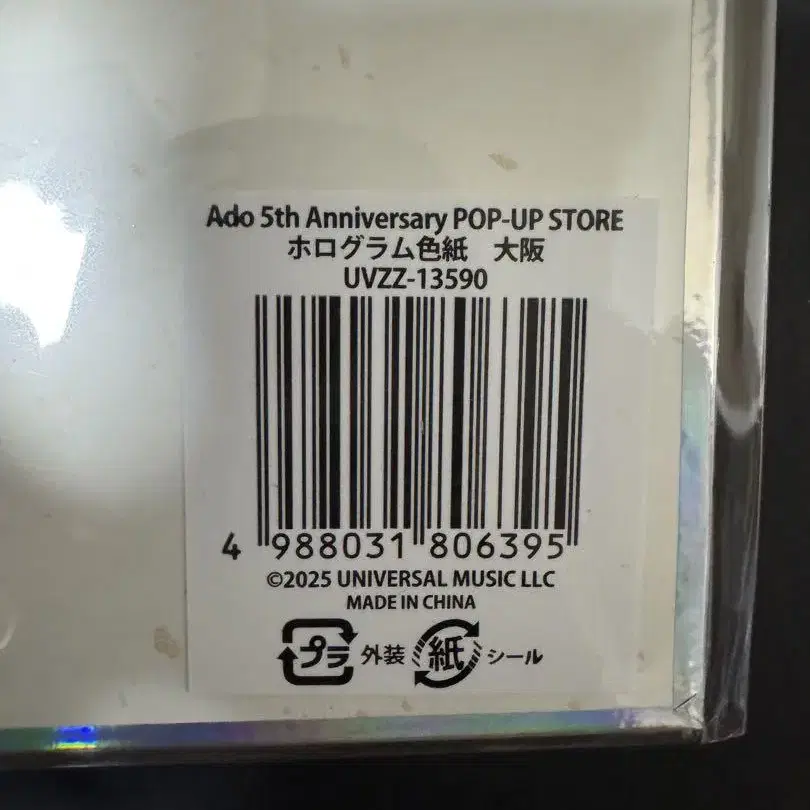 Ado 5th Anniversary POP-UP STORE
ホログラム色紙　大阪
UVZZ-13590
4 988031 806395
©2025 UNIVERSAL MUSIC LLC
MADE IN CHINA
プラ 外装 紙 シール